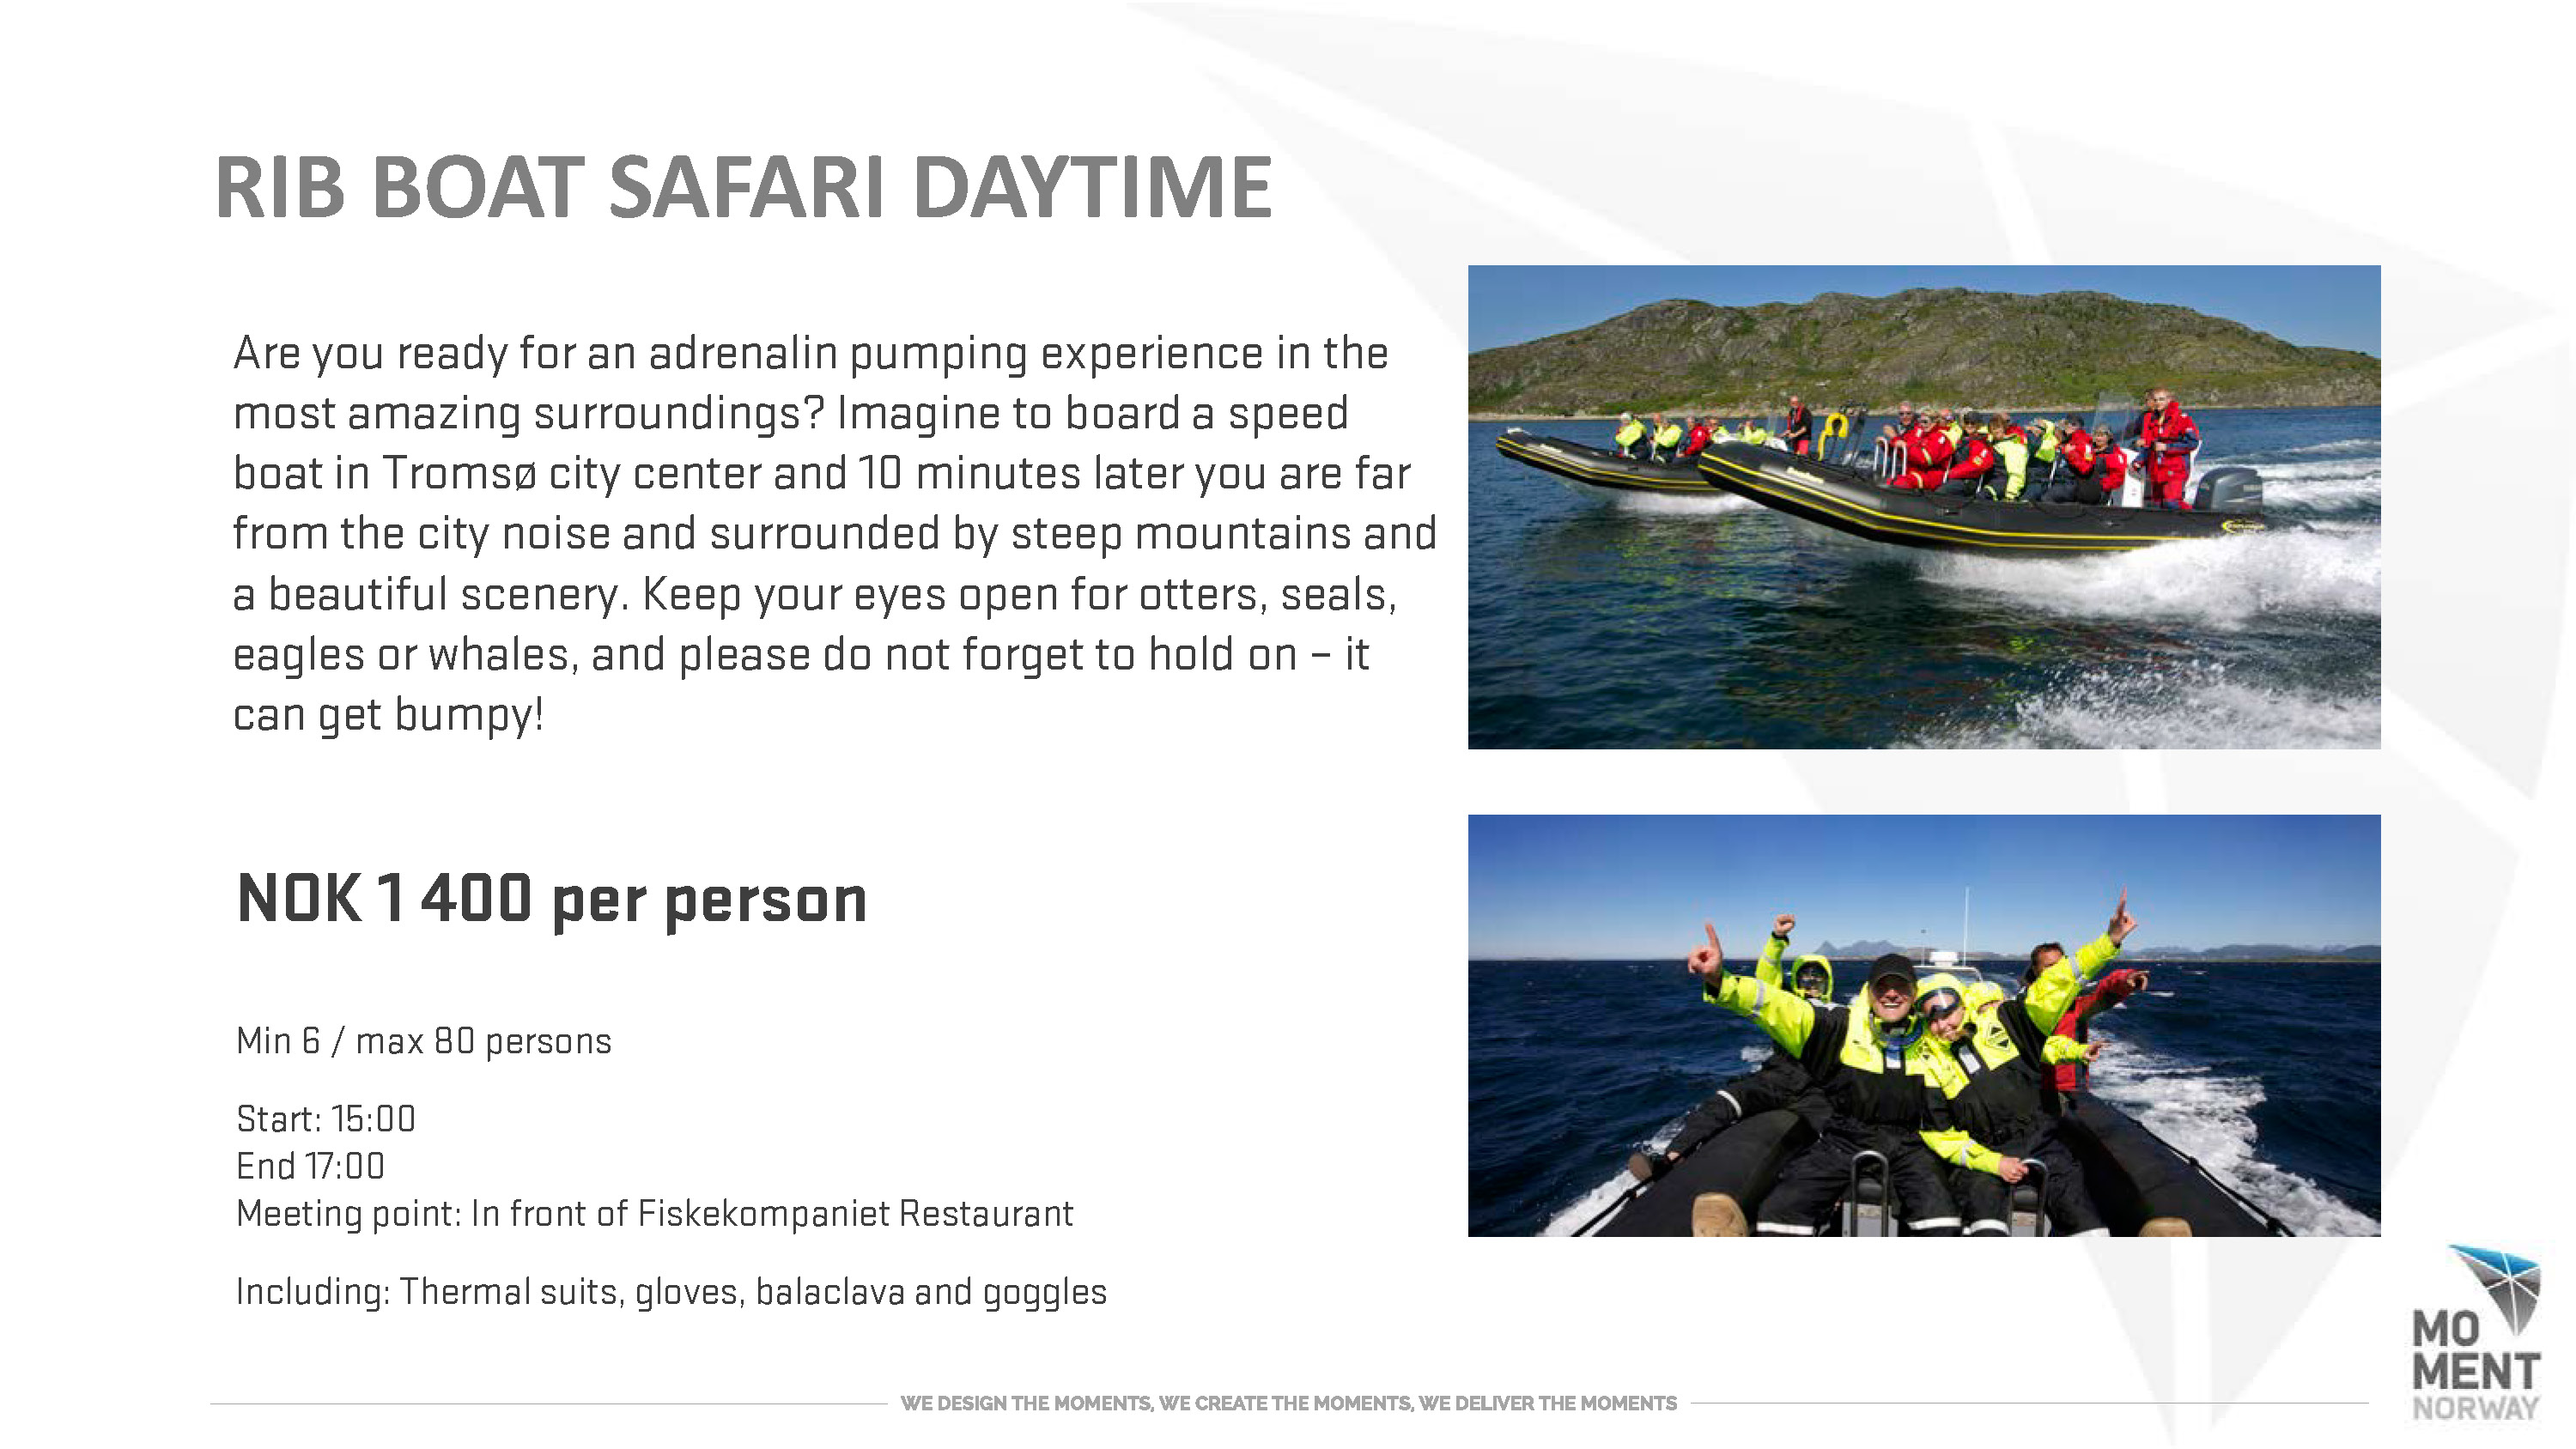 RIB BOAT SAFARI DAYTIME
Are you ready for an adrenalin pumping experience in the
most amazing surroundings? Imagine to board a speed
boat in Tromsø city center and 10 minutes later you are far
from the city noise and surrounded by steep mountains and
a beautiful scenery. Keep your eyes open for otters, seals,
eagles or whales, and please do not forget to hold on – it
can get bumpy!
NOK 1 400 per person
Min 6 / max 80 persons
Start: 15:00
End 17:00
Meeting point: In front of Fiskekompaniet Restaurant
Including: Thermal suits, gloves, balaclava and goggles
WE DESIGN THE MOMENTS, WE CREATE THE MOMENTS, WE DELIVER THE MOMENTS
MO
MENT
NORWAY